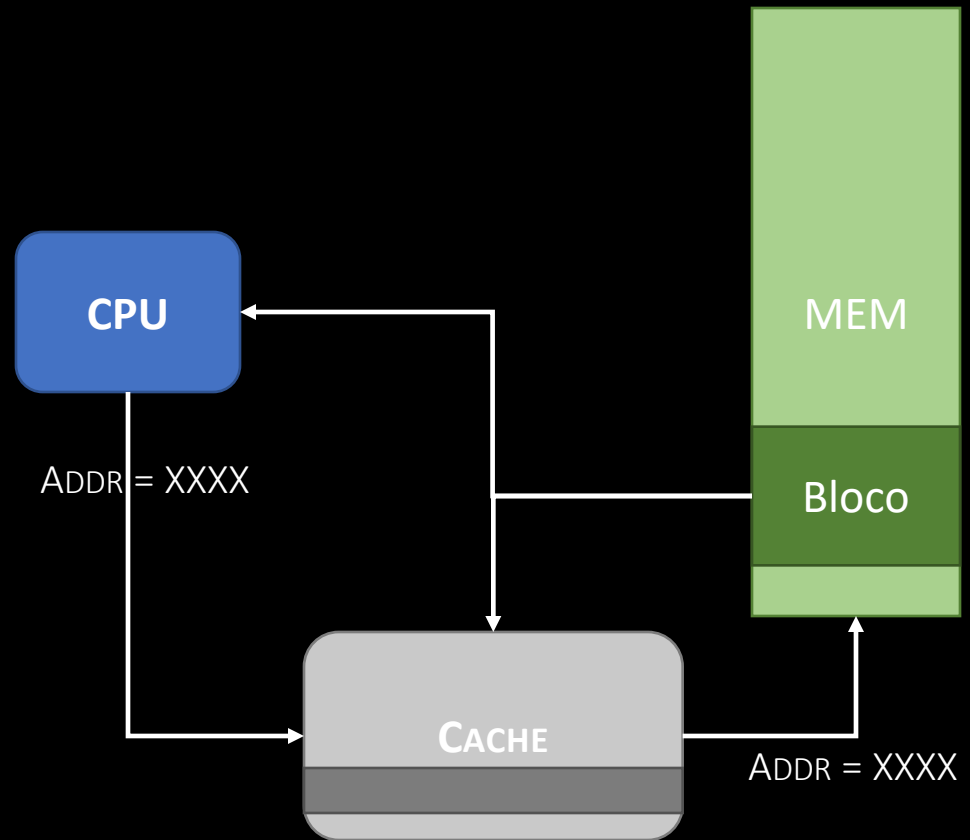 CPU
MEM
ADDR = XXXX
Bloco
CACHE
ADDR = XXXX